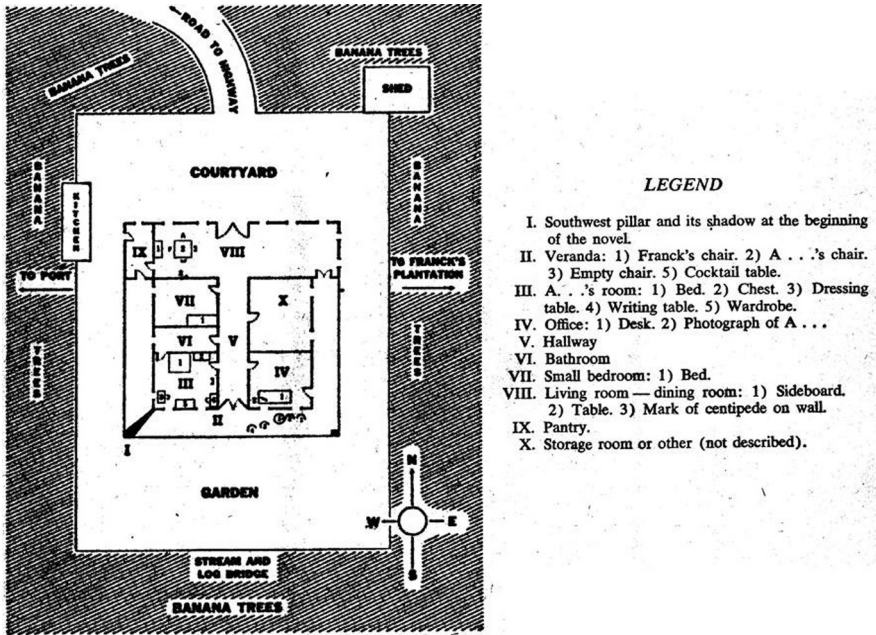 ROAD TO HIGHWAY
BANANA TREES
BANANA TREES
SHED
COURTYARD
BANANA
BANANA
KITCHEN
IX
VIII
TO PORT
TO FRANCK'S
PLANTATION
VII
X
VI
V
III
IV
II
I
TREES
TREES
GARDEN
N
W
E
S
STREAM AND
LOG BRIDGE
BANANA TREES
LEGEND
I. Southwest pillar and its shadow at the beginning
of the novel.
II. Veranda: 1) Franck's chair. 2) A . . .'s chair.
3) Empty chair. 5) Cocktail table.
III. A. . .'s room: 1) Bed. 2) Chest. 3) Dressing
table. 4) Writing table. 5) Wardrobe.
IV. Office: 1) Desk. 2) Photograph of A . . .
V. Hallway
VI. Bathroom
VII. Small bedroom: 1) Bed.
VIII. Living room — dining room: 1) Sideboard.
2) Table. 3) Mark of centipede on wall.
IX. Pantry.
X. Storage room or other (not described).